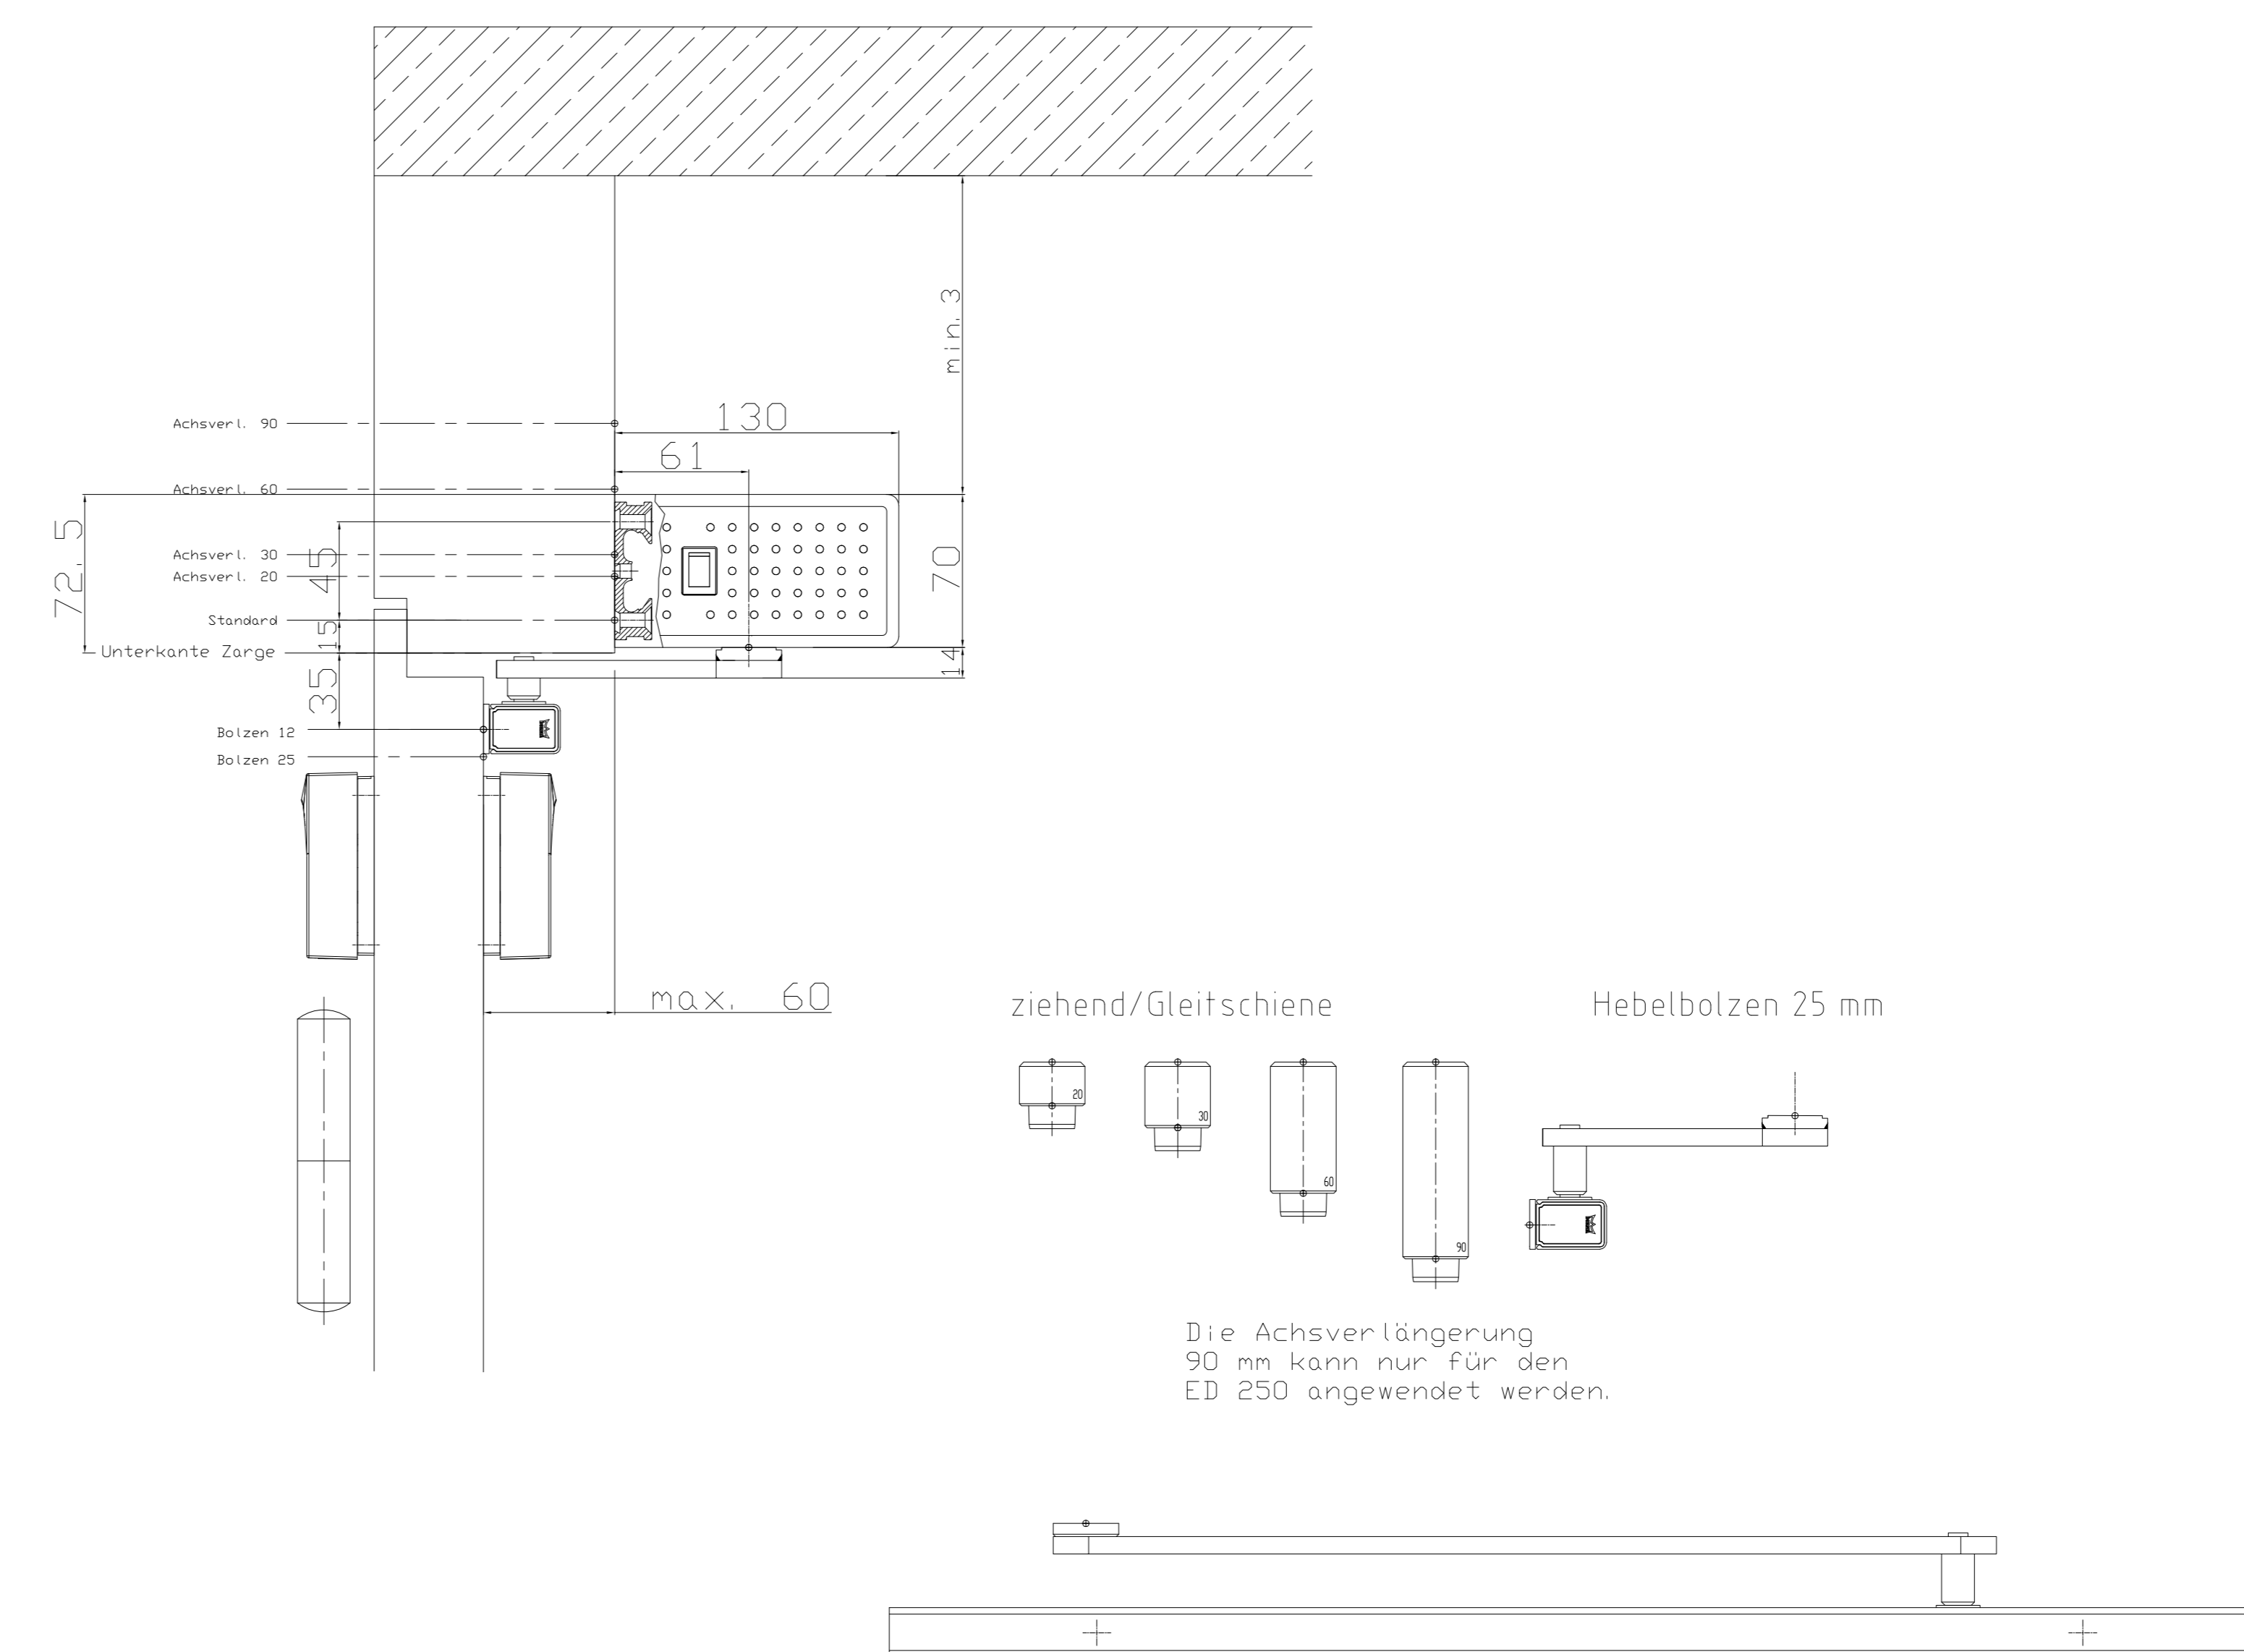 min. 3
Achsverl. 90
130
61
Achsverl. 60
72.5
45
Achsverl. 30
Achsverl. 20
70
Standard
15
Unterkante Zarge
14
35
Bolzen 12
Bolzen 25
max. 60
ziehend/Gleitschiene
Hebelbolzen 25 mm
20
30
60
90
Die Achsverlängerung
90 mm kann nur für den
ED 250 angewendet werden.